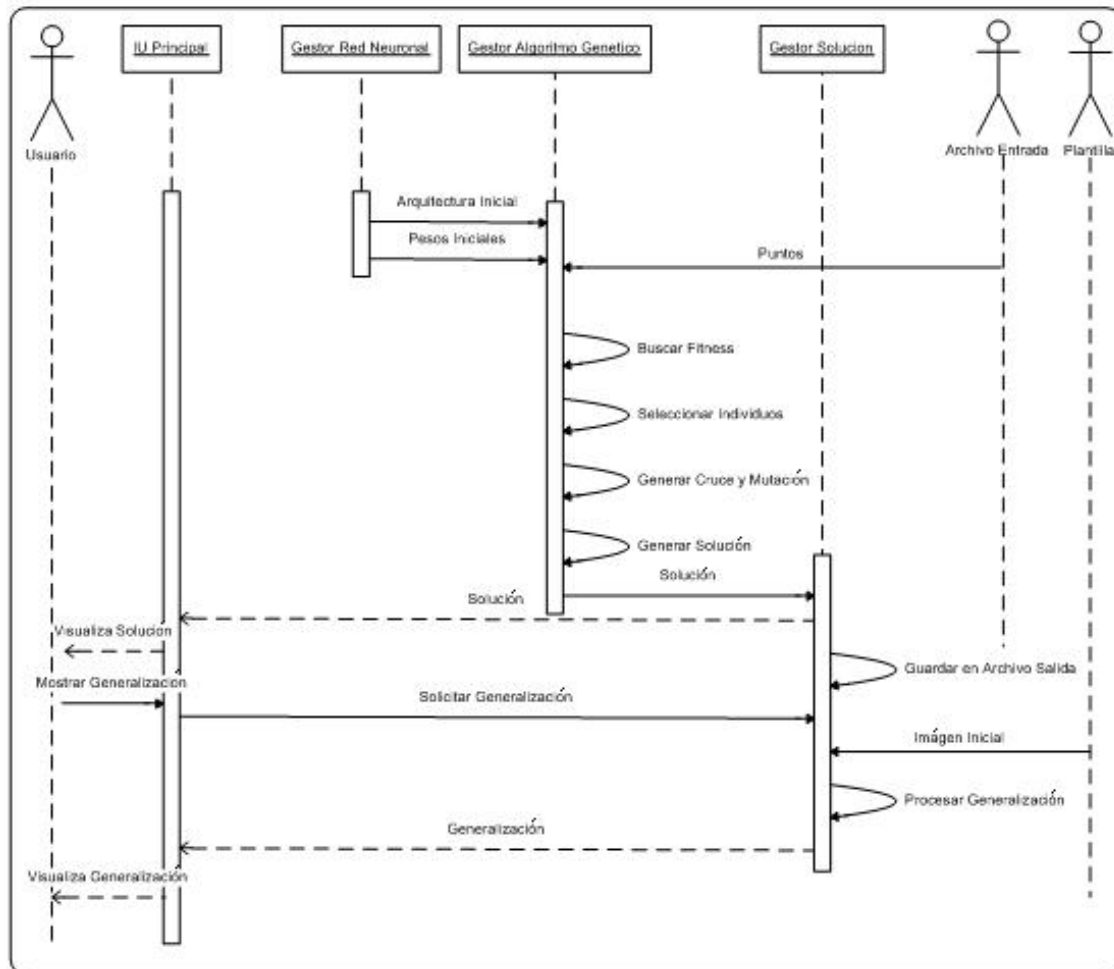 IU Principal
Gestor Red Neuronal
Gestor Algoritmo Genetico
Gestor Solucion
Usuario
Archivo Entrada
Plantilla
Arquitectura Inicial
Pesos Iniciales
Puntos
Buscar Fitness
Seleccionar Individuos
Generar Cruce y Mutación
Generar Solución
Solución
Solución
Visualiza Solucion
Guardar en Archivo Salida
Mostrar Generalización
Solicitar Generalización
Imágen Inicial
Procesar Generalización
Generalización
Visualiza Generalización